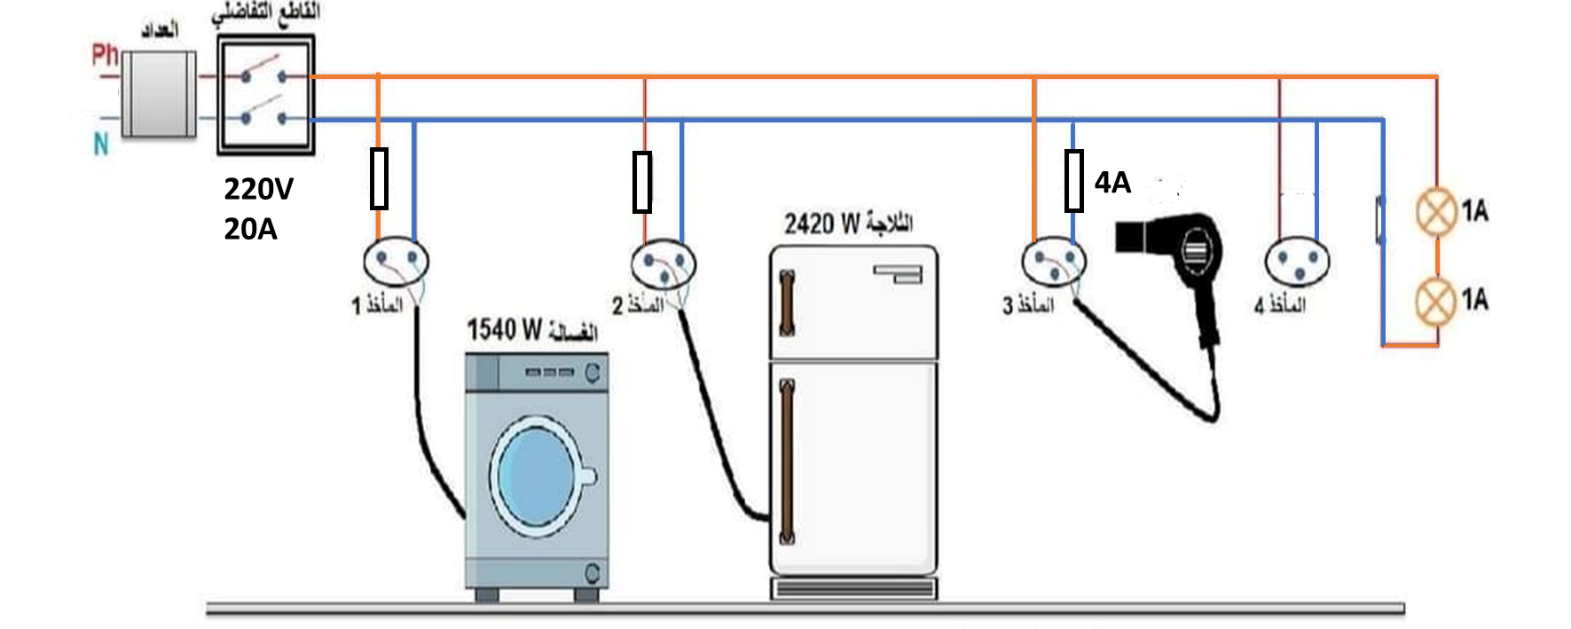 القاطع التفاضلي
العداد
Ph
N
220V
20A
4A
1A
1A
الثلاجة 2420 W
المأخذ 1
المأخذ 2
المأخذ 3
المأخذ 4
الغسالة 1540 W